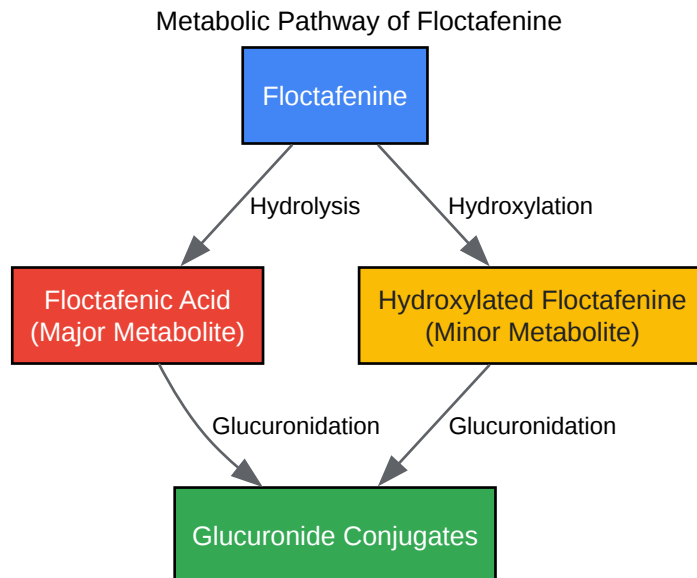 Metabolic Pathway of Floctafenine
Floctafenine
Hydrolysis
Hydroxylation
Floctafenic Acid
(Major Metabolite)
Hydroxylated Floctafenine
(Minor Metabolite)
Glucuronidation
Glucuronidation
Glucuronide Conjugates